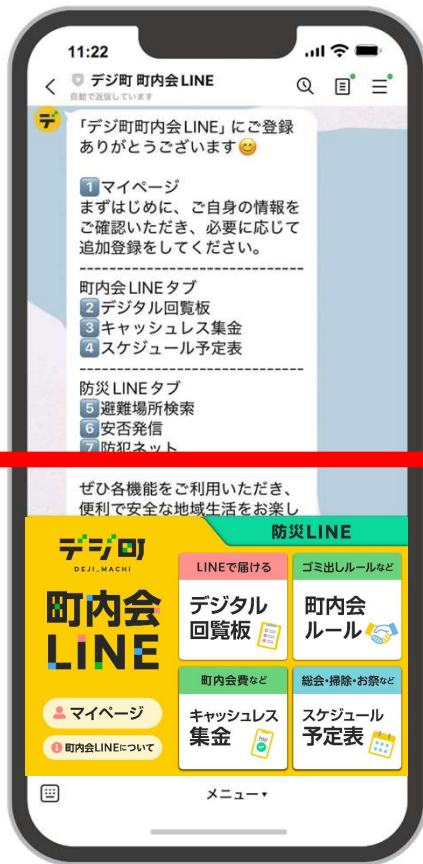 11:22
デジ町 町内会LINE
自動で返信しています
デ
「デジ町町内会LINE」にご登録
ありがとうございます😊
1️⃣マイページ
まずはじめに、ご自身の情報を
ご確認いただき、必要に応じて
追加登録をしてください。
------------------------------
町内会LINEタブ
2️⃣デジタル回覧板
3️⃣キャッシュレス集金
4️⃣スケジュール予定表
------------------------------
防災LINEタブ
5️⃣避難場所検索
6️⃣安否発信
7️⃣防犯ネット
ぜひ各機能をご利用いただき、
便利で安全な地域生活をお楽し
防災LINE
デジ町
DEJI_MACHI
町内会
LINE
マイページ
町内会LINEについて
LINEで届ける
デジタル
回覧板
ゴミ出しルールなど
町内会
ルール
町内会費など
キャッシュレス
集金
PAY
総会・掃除・お祭など
スケジュール
予定表
メニュー▾